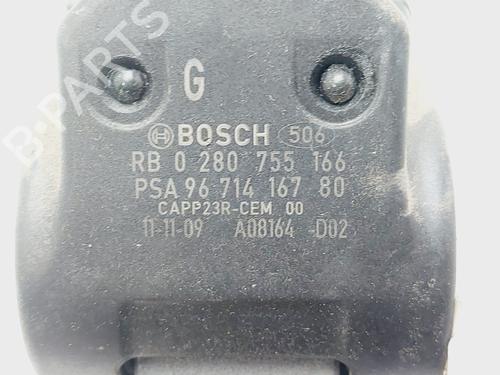 G
BOSCH 506
RB 0 280 755 166
PSA 96 714 167 80
CAPP23R-CEM 00
11-11-09 A08164 -D02
B-PARTS